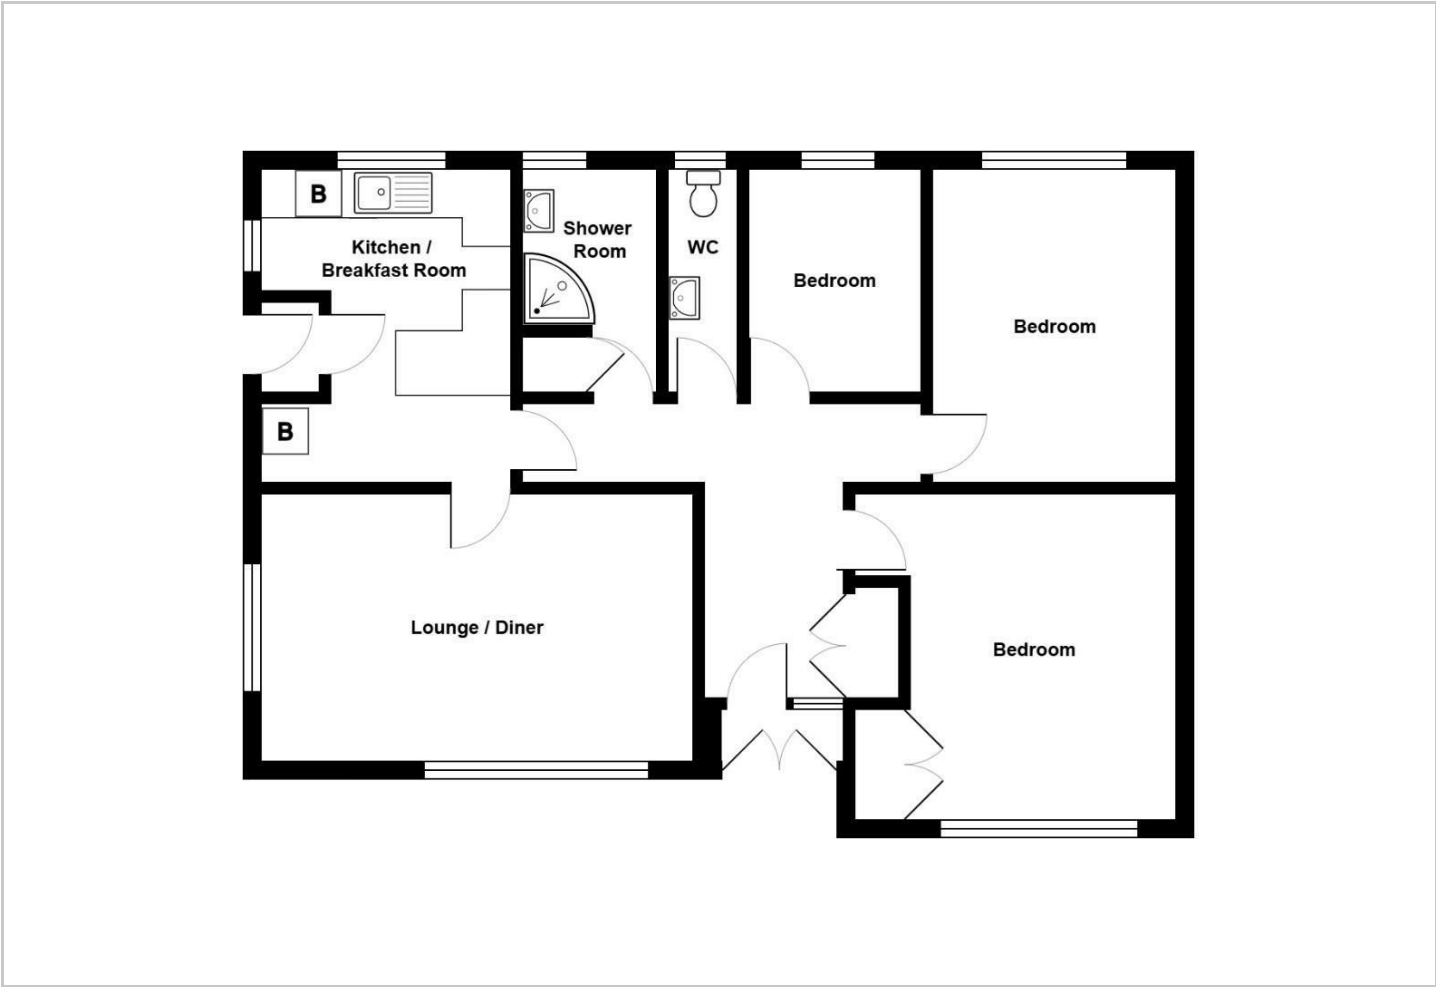 B
Kitchen /
Breakfast Room
Shower
Room
WC
Bedroom
Bedroom
B
Lounge / Diner
Bedroom